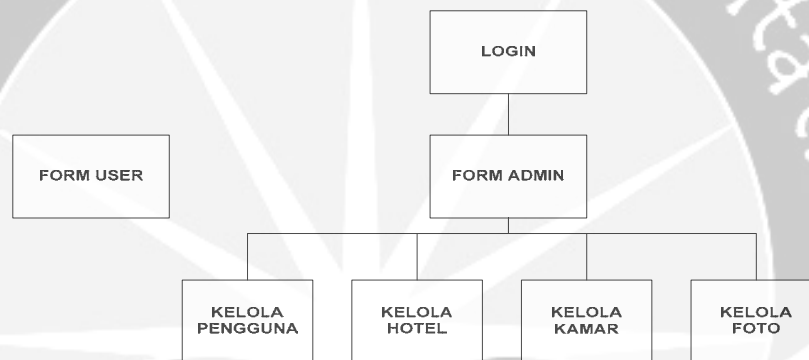 LOGIN
FORM USER
FORM ADMIN
KELOLA
PENGGUNA
KELOLA
HOTEL
KELOLA
KAMAR
KELOLA
FOTO